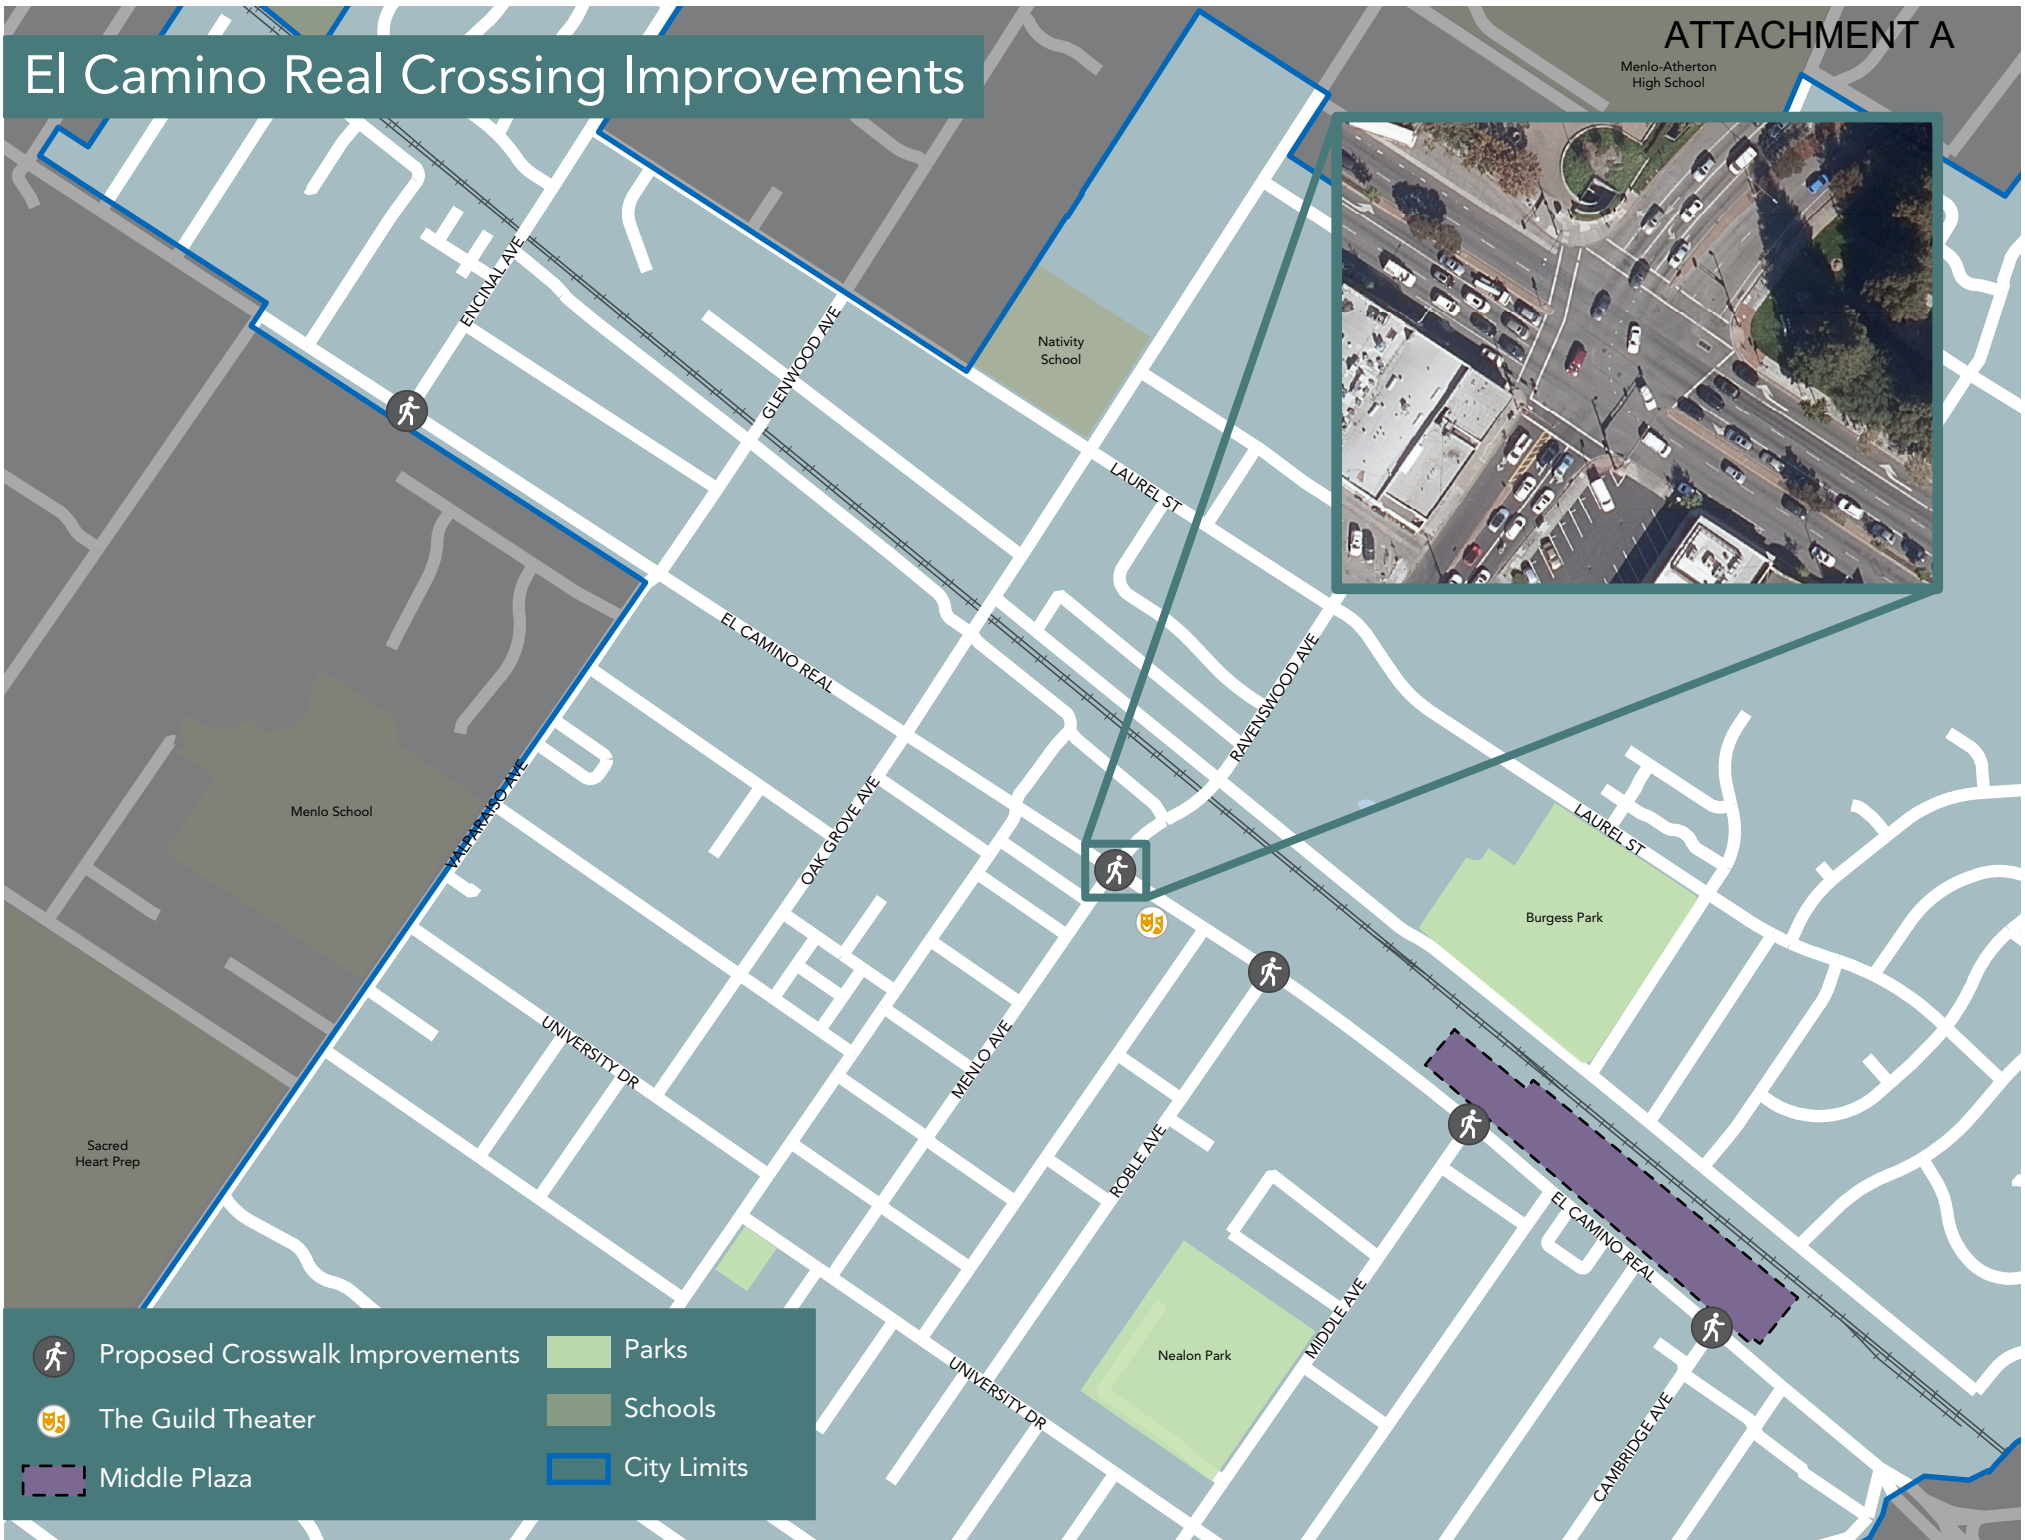 ATTACHMENT A
El Camino Real Crossing Improvements
Menlo-Atherton
High School
ENCINAL AVE
GLENWOOD AVE
Nativity
School
LAUREL ST
EL CAMINO REAL
RAVENSWOOD AVE
VALPARAISO AVE
Menlo School
OAK GROVE AVE
LAUREL ST
Burgess Park
UNIVERSITY DR
MENLO AVE
Sacred
Heart Prep
ROBLE AVE
EL CAMINO REAL
MIDDLE AVE
Nealon Park
UNIVERSITY DR
CAMBRIDGE AVE
Proposed Crosswalk Improvements
The Guild Theater
Middle Plaza
Parks
Schools
City Limits